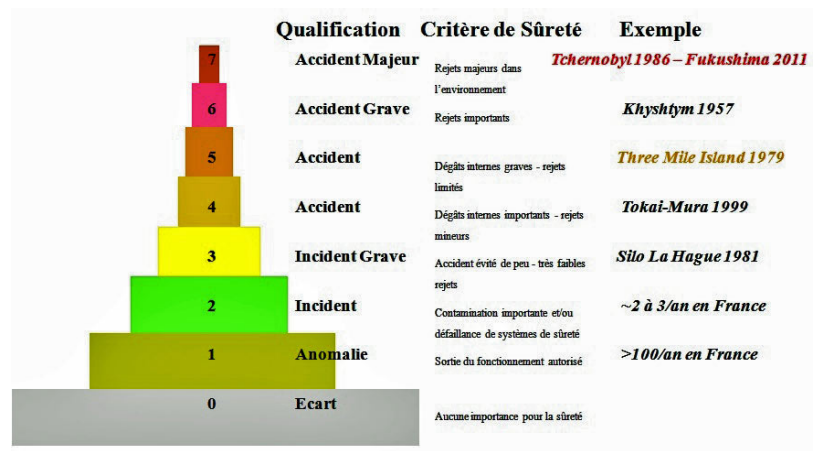 Qualification Critère de Sûreté Exemple
7 Accident Majeur Rejets majeurs dans
l'environnement Tchernobyl 1986 – Fukushima 2011
6 Accident Grave Rejets importants Khyshtym 1957
5 Accident Dégâts internes graves - rejets
limités Three Mile Island 1979
4 Accident Dégâts internes importants - rejets
mineurs Tokai-Mura 1999
3 Incident Grave Accident évité de peu - très faibles
rejets Silo La Hague 1981
2 Incident Contamination importante et/ou
défaillance de systèmes de sûreté ~2 à 3/an en France
1 Anomalie Sortie du fonctionnement autorisé >100/an en France
0 Ecart Aucune importance pour la sûreté